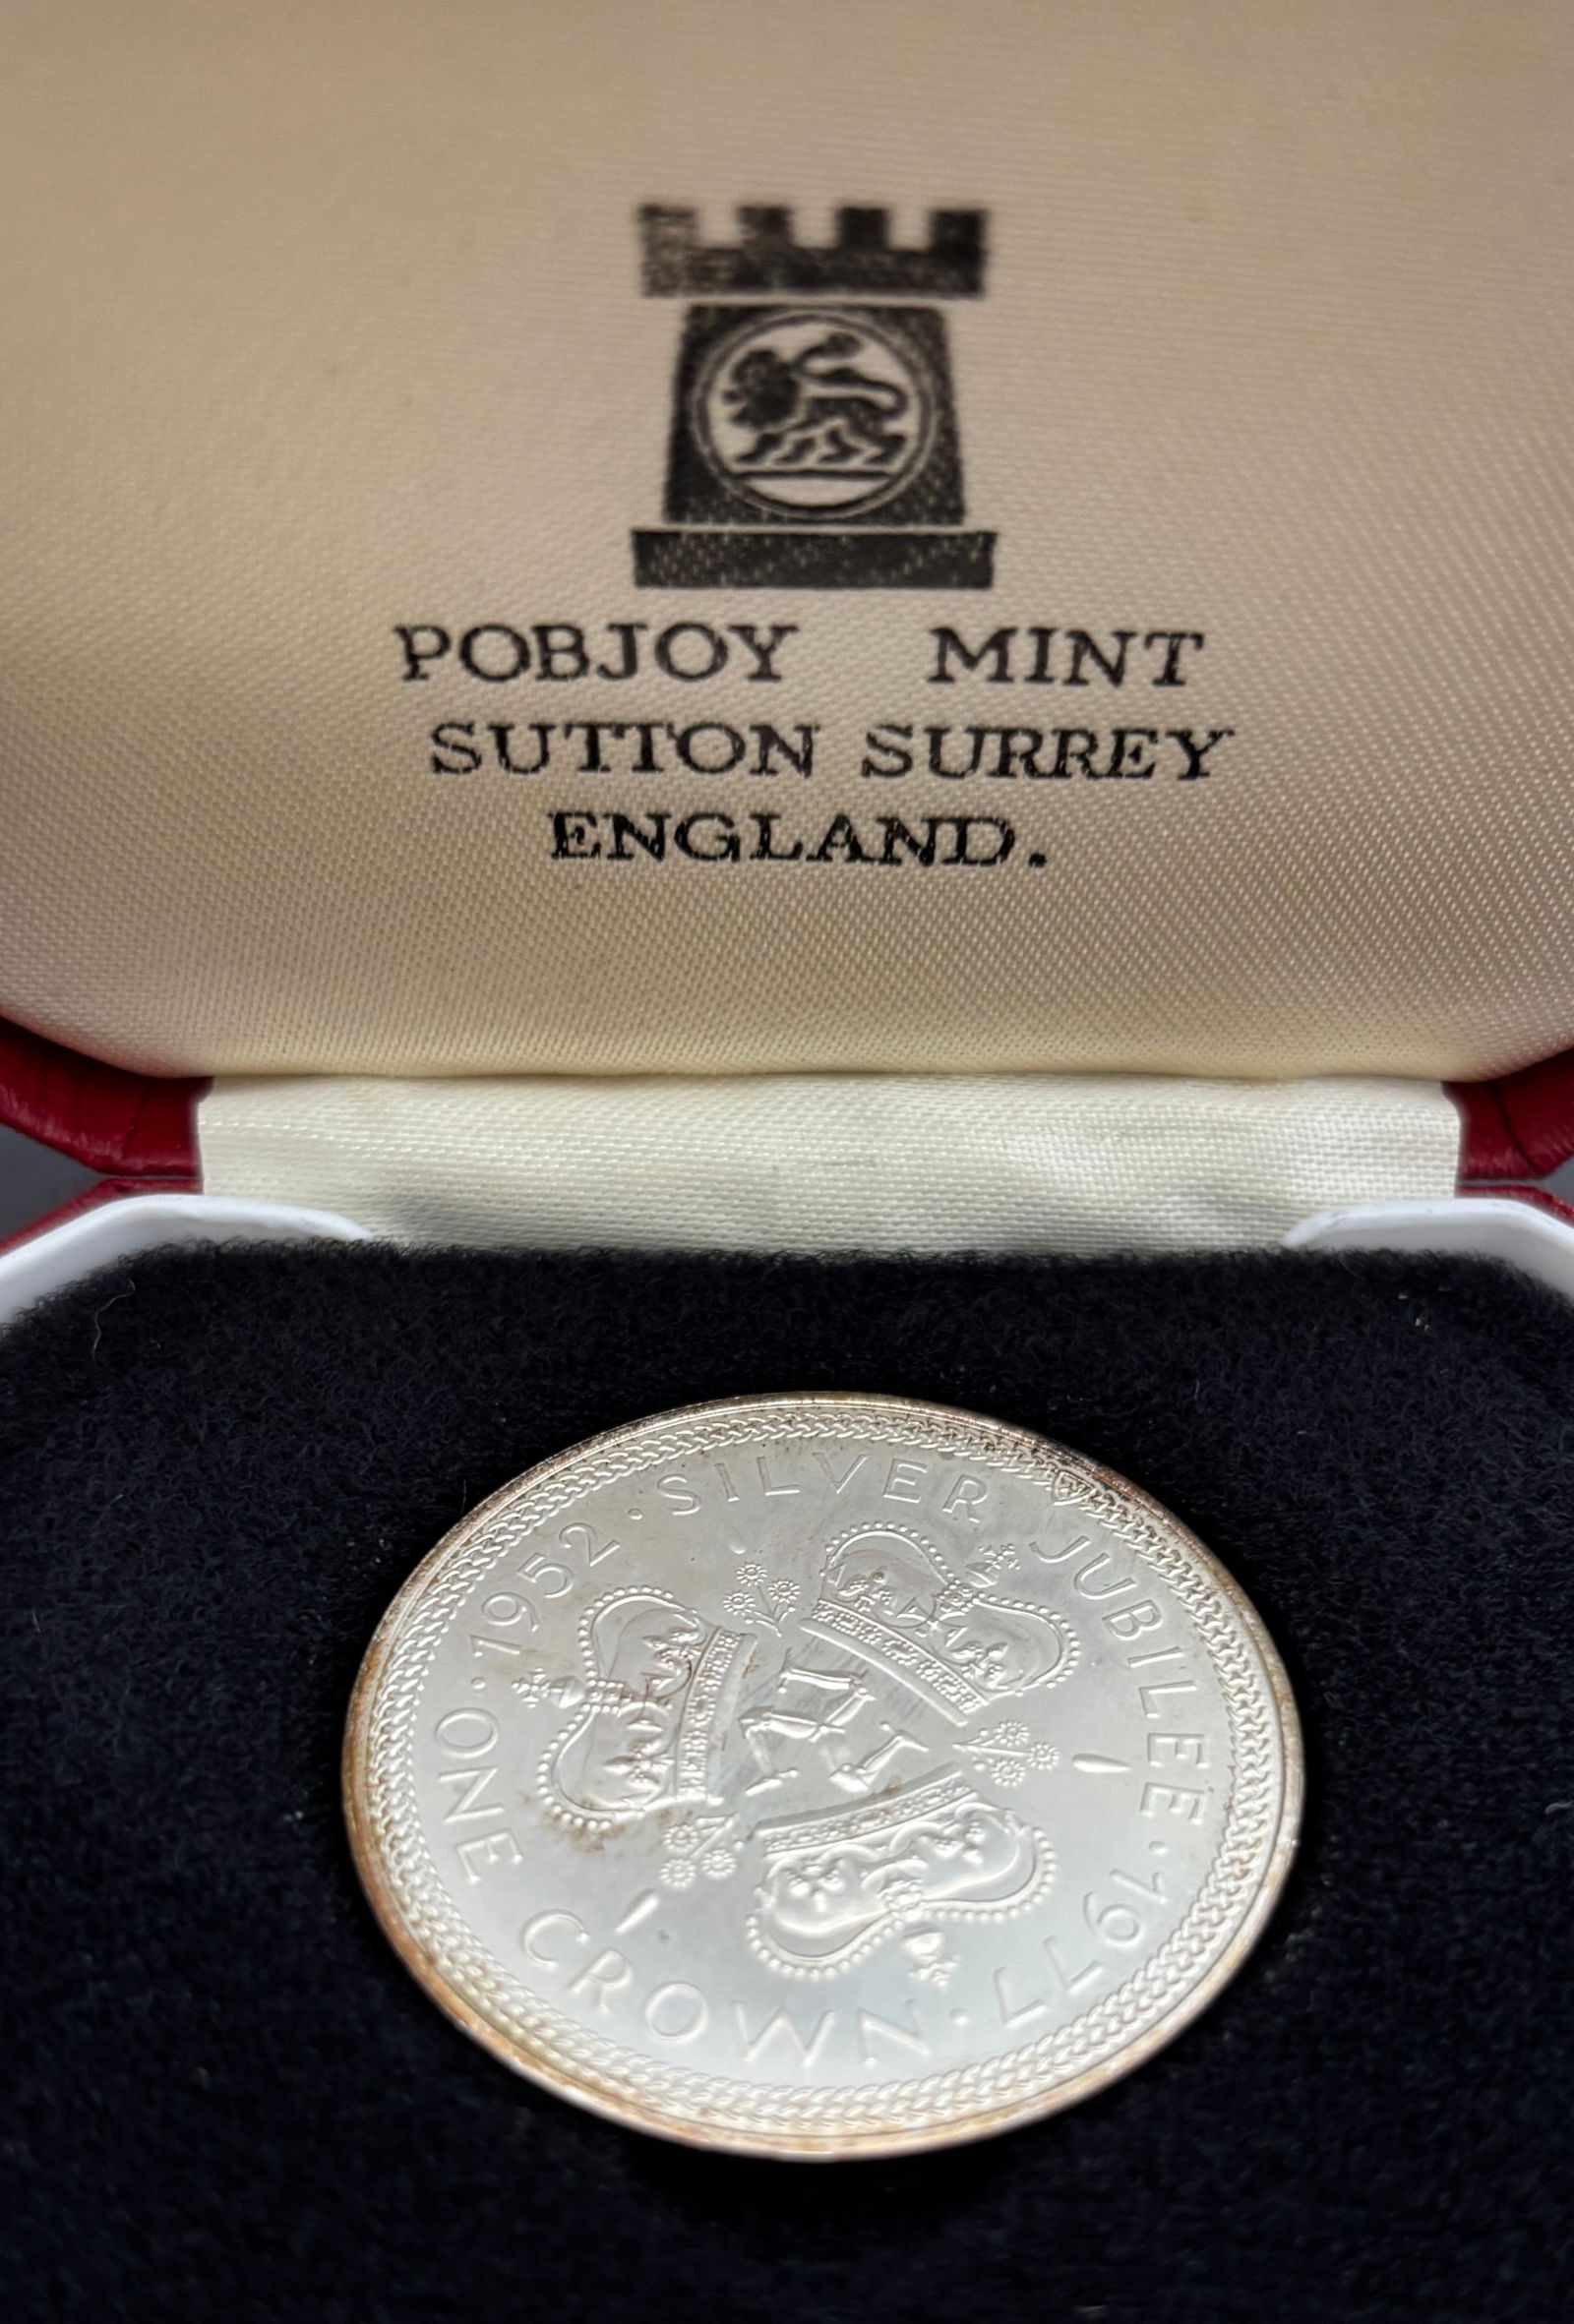 POBJOY MINT
SUTTON SURREY
ENGLAND.
1952 · SILVER JUBILEE · 1977 ·
ONE CROWN